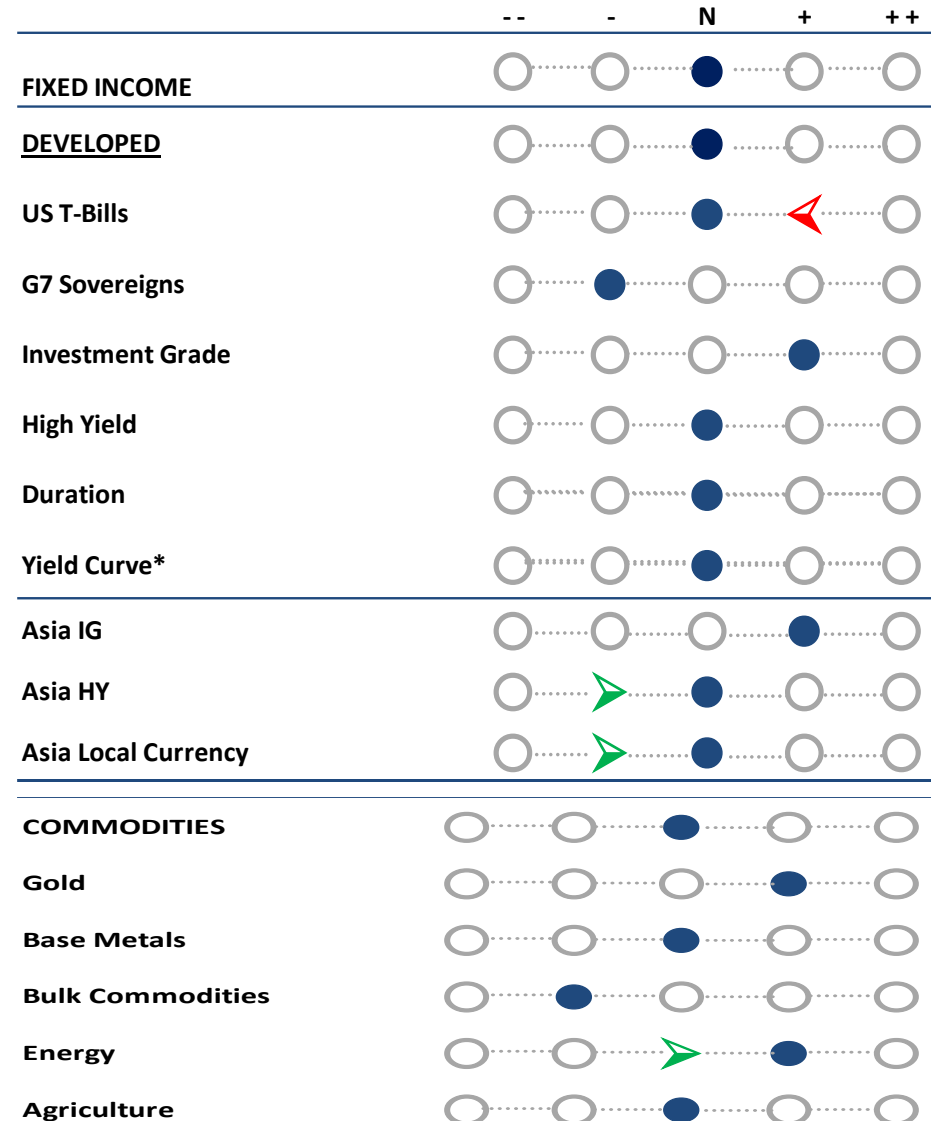 -- - N + ++
FIXED INCOME
DEVELOPED
US T-Bills
G7 Sovereigns
Investment Grade
High Yield
Duration
Yield Curve*
Asia IG
Asia HY
Asia Local Currency
COMMODITIES
Gold
Base Metals
Bulk Commodities
Energy
Agriculture